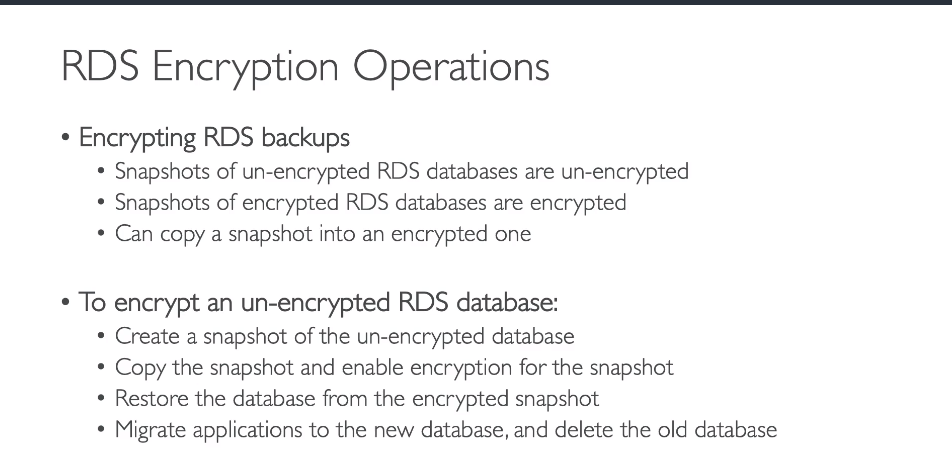 RDS Encryption Operations
• Encrypting RDS backups
• Snapshots of un-encrypted RDS databases are un-encrypted
• Snapshots of encrypted RDS databases are encrypted
• Can copy a snapshot into an encrypted one
• To encrypt an un-encrypted RDS database:
• Create a snapshot of the un-encrypted database
• Copy the snapshot and enable encryption for the snapshot
• Restore the database from the encrypted snapshot
• Migrate applications to the new database, and delete the old database